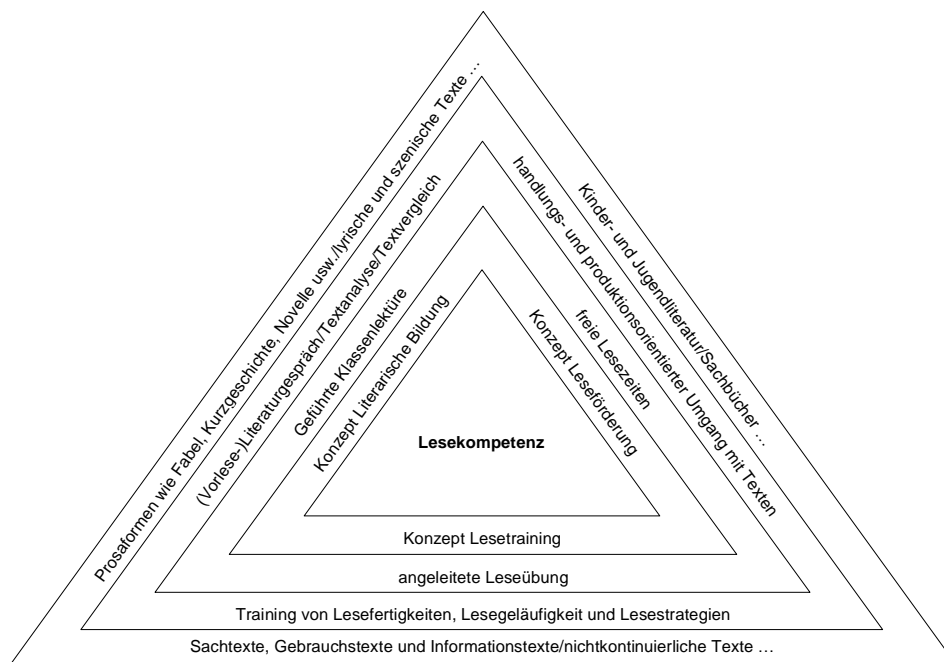 Prosaformen wie Fabel, Kurzgeschichte, Novelle usw./lyrische und szenische Texte …
(Vorlese-)Literaturgespräch/Textanalyse/Textvergleich
Geführte Klassenlektüre
Konzept Literarische Bildung
Kinder- und Jugendliteratur/Sachbücher …
handlungs- und produktionsorientierter Umgang mit Texten
freie Lesezeiten
Konzept Leseförderung
Lesekompetenz
Konzept Lesetraining
angeleitete Leseübung
Training von Lesefertigkeiten, Lesegeläufigkeit und Lesestrategien
Sachtexte, Gebrauchstexte und Informationstexte/nichtkontinuierliche Texte …